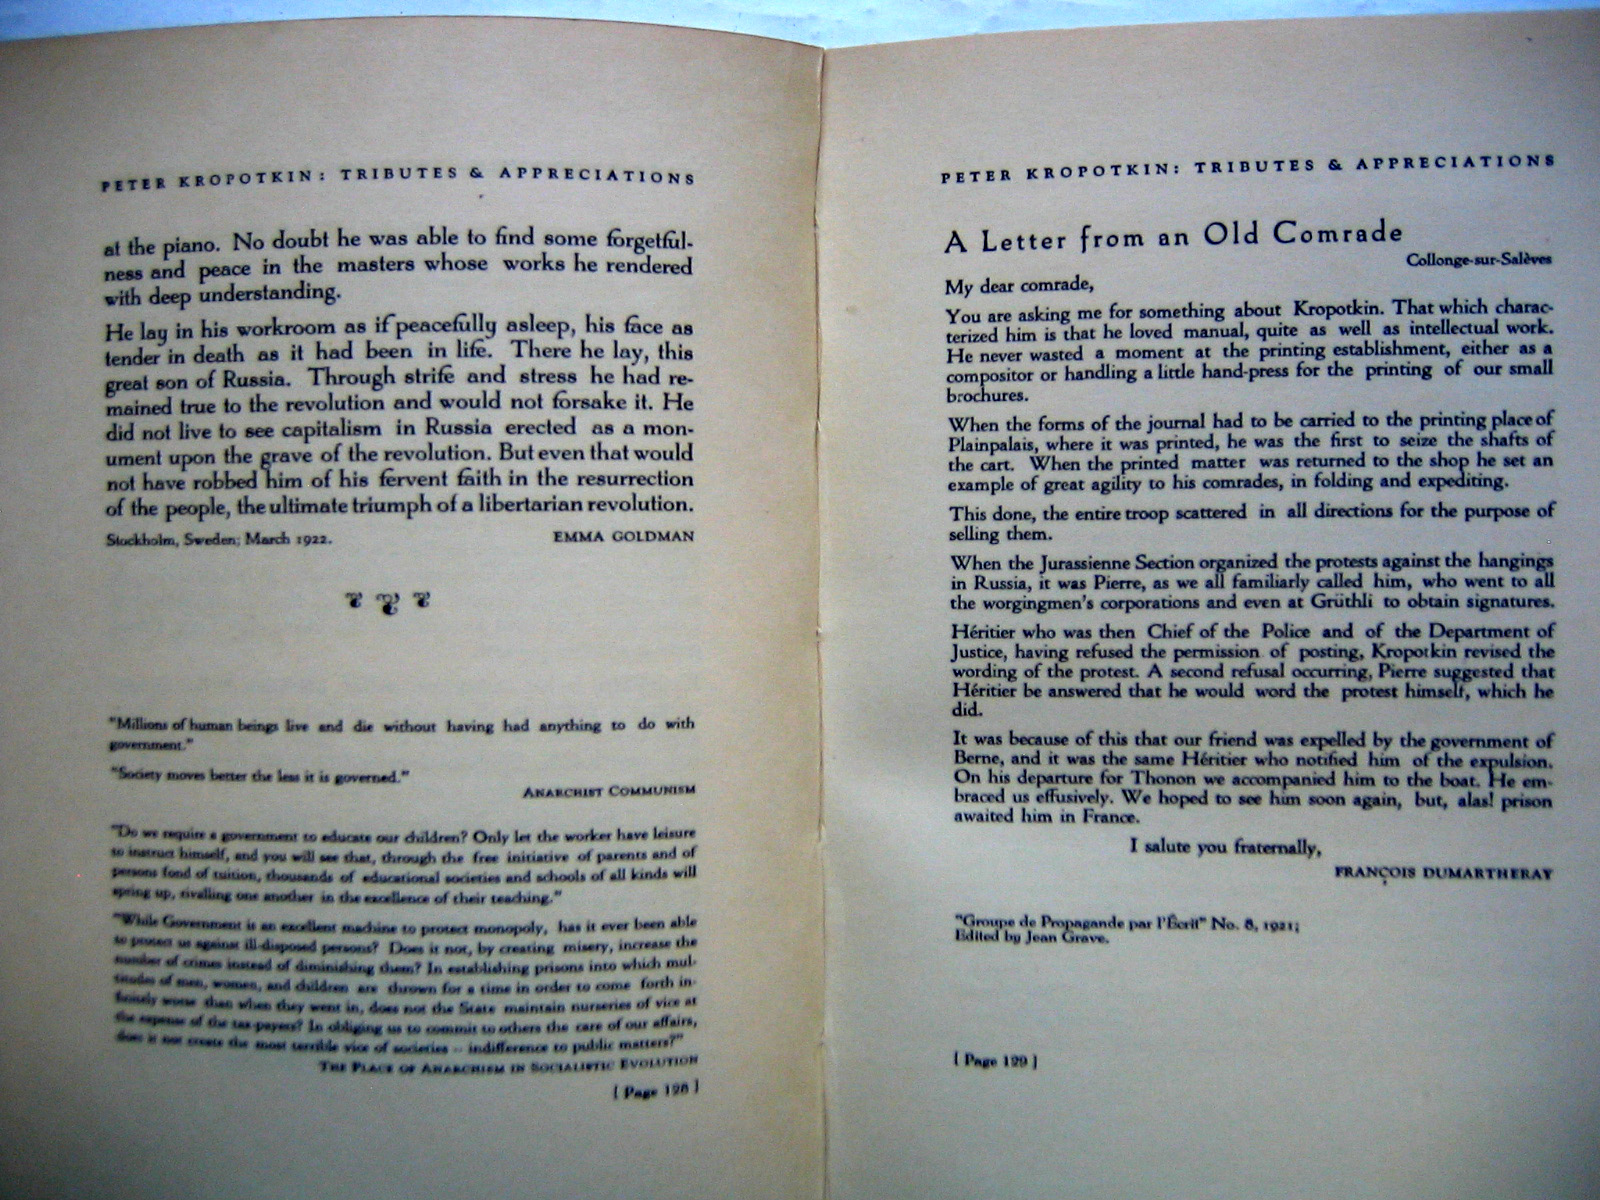 PETER KROPOTKIN: TRIBUTES & APPRECIATIONS
at the piano. No doubt he was able to find some forgetful-
ness and peace in the masters whose works he rendered
with deep understanding.
He lay in his workroom as if peacefully asleep, his face as
tender in death as it had been in life. There he lay, this
great son of Russia. Through strife and stress he had re-
mained true to the revolution and would not forsake it. He
did not live to see capitalism in Russia erected as a mon-
ument upon the grave of the revolution. But even that would
not have robbed him of his fervent faith in the resurrection
of the people, the ultimate triumph of a libertarian revolution.
Stockholm, Sweden; March 1922. EMMA GOLDMAN
"Millions of human beings live and die without having had anything to do with
government."
"Society moves better the less it is governed."
ANARCHIST COMMUNISM
"Do we require a government to educate our children? Only let the worker have leisure
to instruct himself, and you will see that, through the free initiative of parents and of
persons fond of tuition, thousands of educational societies and schools of all kinds will
spring up, rivalling one another in the excellence of their teaching."
"While Government is an excellent machine to protect monopoly, has it ever been able
to protect us against ill-disposed persons? Does it not, by creating misery, increase the
number of crimes instead of diminishing them? In establishing prisons into which mul-
titudes of men, women, and children are thrown for a time in order to come forth in-
finitely worse than when they went in, does not the State maintain nurseries of vice at
the expense of the tax-payers? In obliging us to commit to others the care of our affairs,
does it not create the most terrible vice of societies -- indifference to public matters?"
THE PLACE OF ANARCHISM IN SOCIALISTIC EVOLUTION
[ Page 128 ]
PETER KROPOTKIN: TRIBUTES & APPRECIATIONS
A Letter from an Old Comrade
Collonge-sur-Salèves
My dear comrade,
You are asking me for something about Kropotkin. That which charac-
terized him is that he loved manual, quite as well as intellectual work.
He never wasted a moment at the printing establishment, either as a
compositor or handling a little hand-press for the printing of our small
brochures.
When the forms of the journal had to be carried to the printing place of
Plainpalais, where it was printed, he was the first to seize the shafts of
the cart. When the printed matter was returned to the shop he set an
example of great agility to his comrades, in folding and expediting.
This done, the entire troop scattered in all directions for the purpose of
selling them.
When the Jurassienne Section organized the protests against the hangings
in Russia, it was Pierre, as we all familiarly called him, who went to all
the worgingmen's corporations and even at Grüthli to obtain signatures.
Héritier who was then Chief of the Police and of the Department of
Justice, having refused the permission of posting, Kropotkin revised the
wording of the protest. A second refusal occurring, Pierre suggested that
Héritier be answered that he would word the protest himself, which he
did.
It was because of this that our friend was expelled by the government of
Berne, and it was the same Héritier who notified him of the expulsion.
On his departure for Thonon we accompanied him to the boat. He em-
braced us effusively. We hoped to see him soon again, but, alas! prison
awaited him in France.
I salute you fraternally,
FRANÇOIS DUMARTHERAY
"Groupe de Propagande par l'Écrit" No. 8, 1921;
Edited by Jean Grave.
[ Page 129 ]